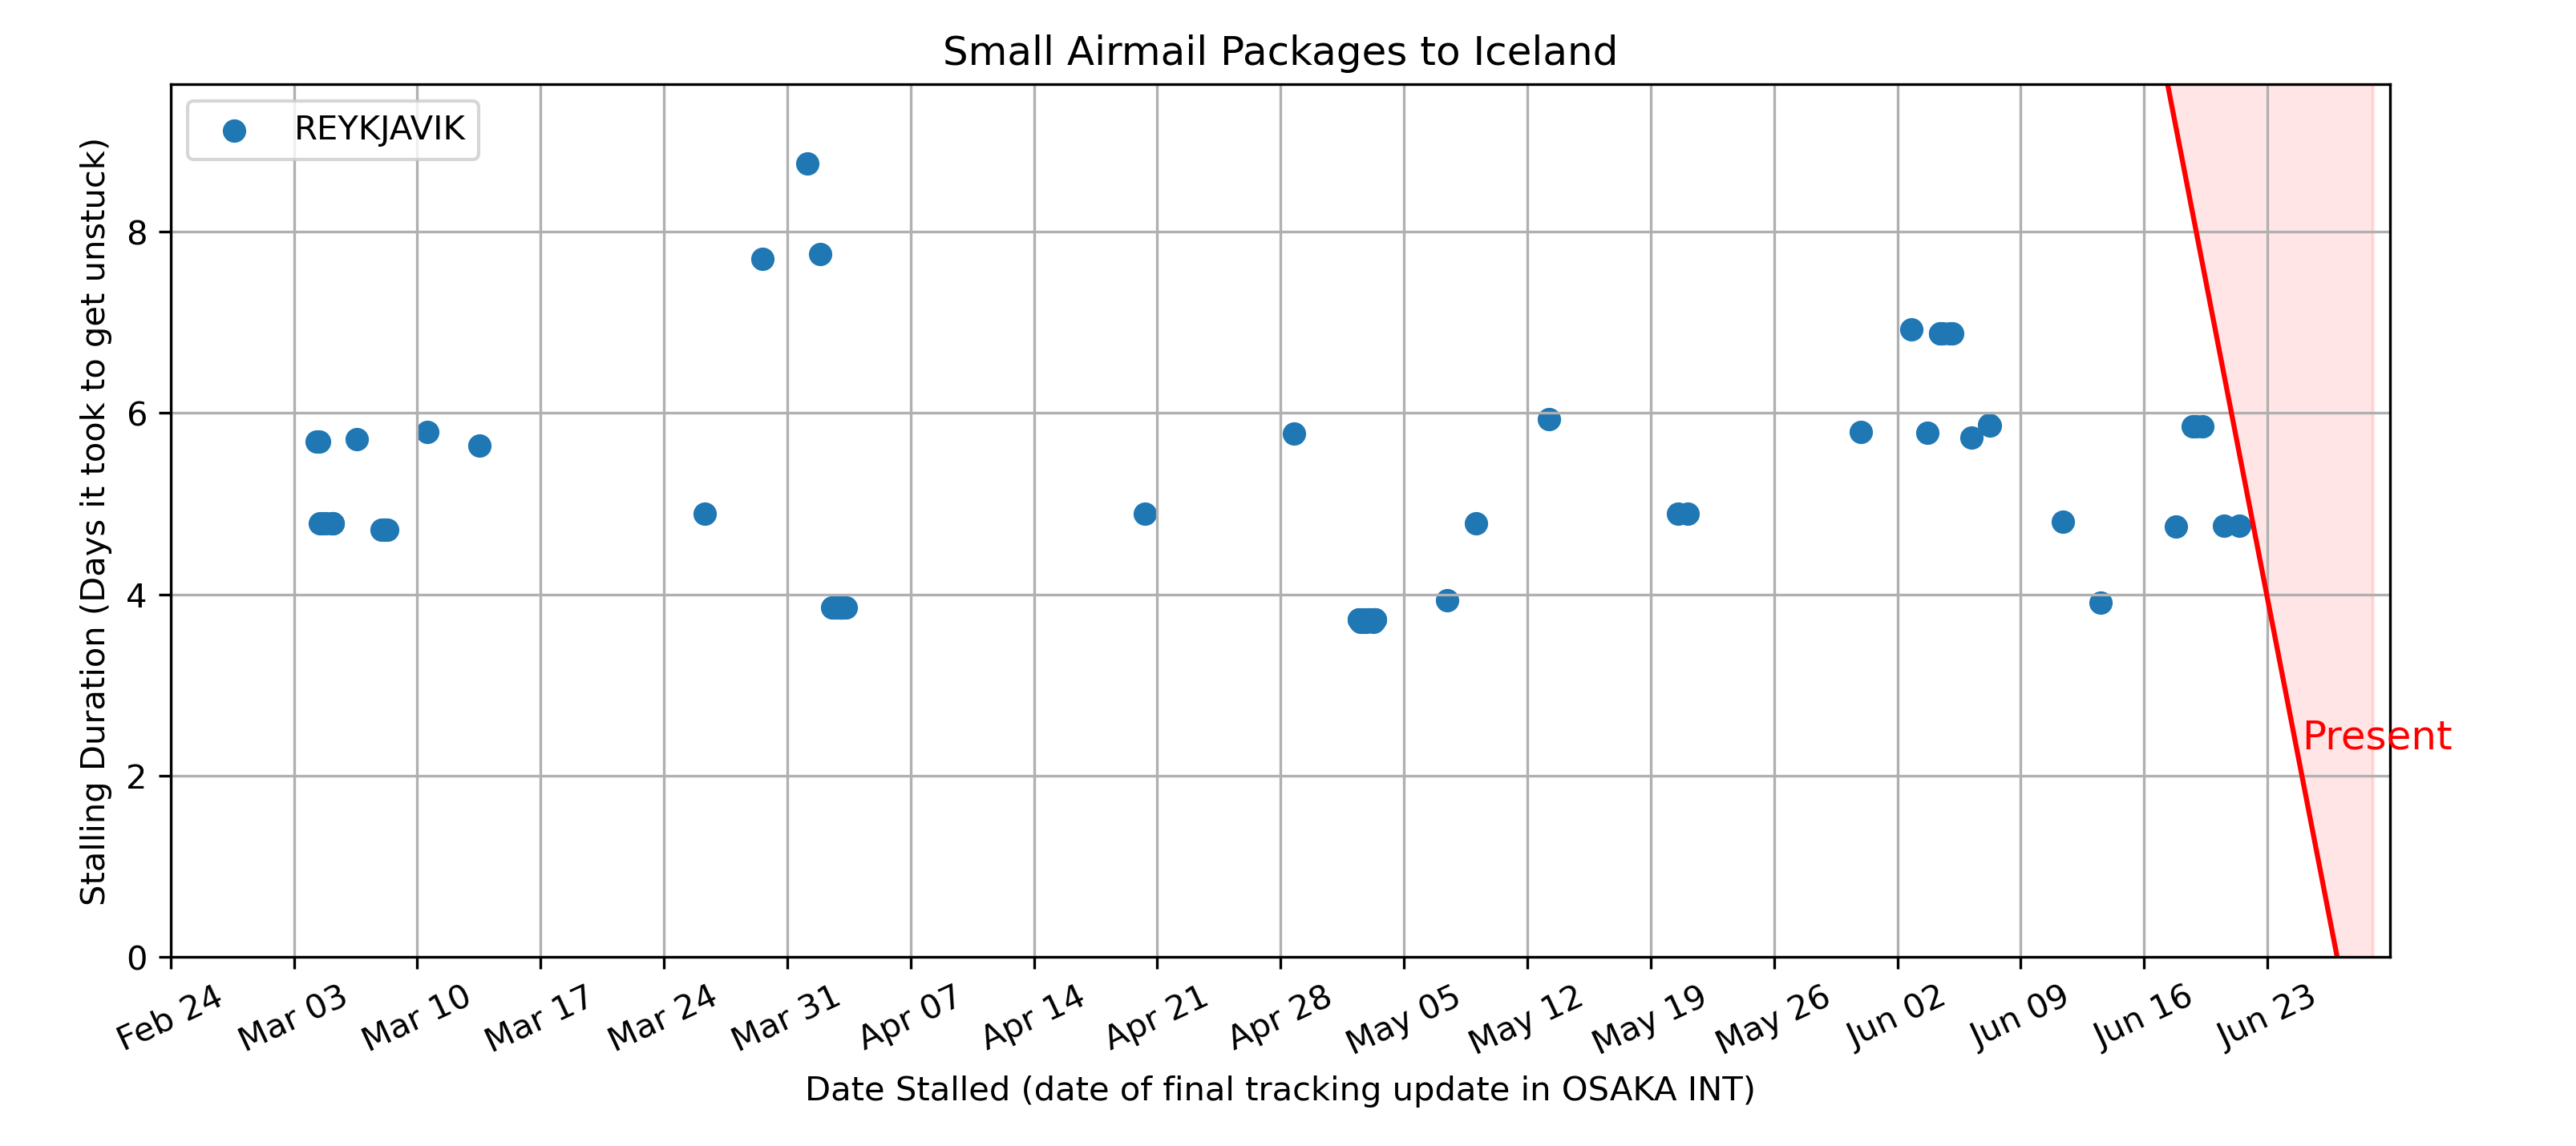 Small Airmail Packages to Iceland
REYKJAVIK
Stalling Duration (Days it took to get unstuck)
8
6
4
2
0
Present
Feb 24
Mar 03
Mar 10
Mar 17
Mar 24
Mar 31
Apr 07
Apr 14
Apr 21
Apr 28
May 05
May 12
May 19
May 26
Jun 02
Jun 09
Jun 16
Jun 23
Date Stalled (date of final tracking update in OSAKA INT)